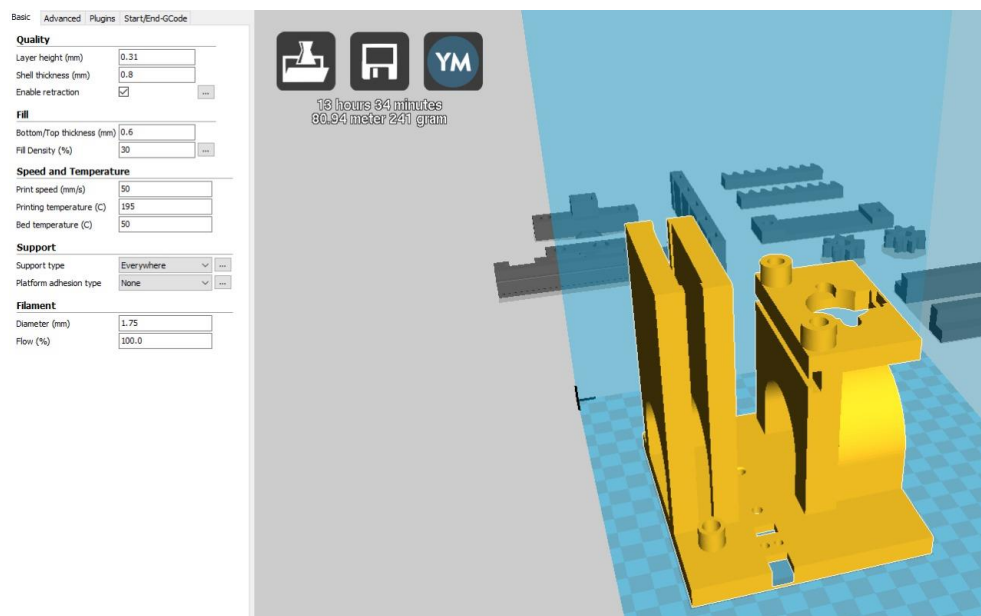 Basic Advanced Plugins Start/End-GCode
Quality
Layer height (mm) 0.31
Shell thickness (mm) 0.8
Enable retraction ...
Fill
Bottom/Top thickness (mm) 0.6
Fill Density (%) 30 ...
Speed and Temperature
Print speed (mm/s) 50
Printing temperature (C) 195
Bed temperature (C) 50
Support
Support type Everywhere ...
Platform adhesion type None ...
Filament
Diameter (mm) 1.75
Flow (%) 100.0
YM
13 hours 34 minutes
80.94 meter 241 gram